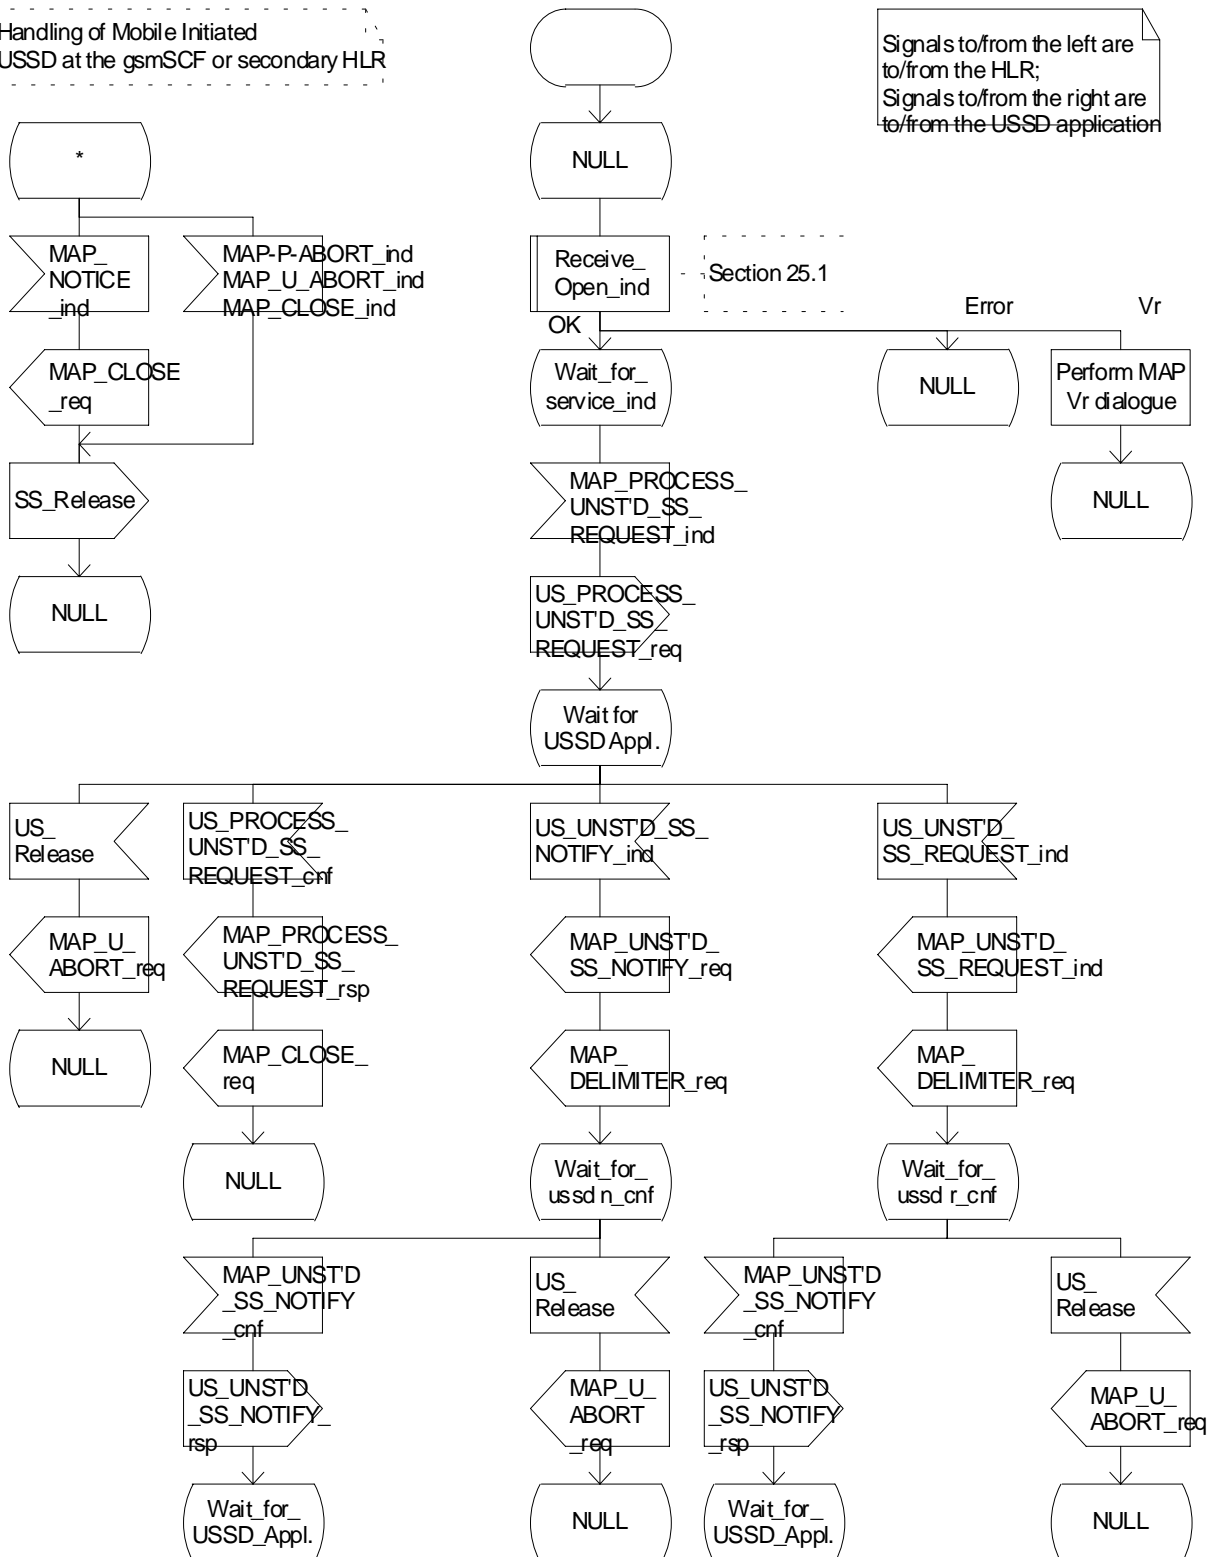 Handling of Mobile Initiated
USSD at the gsmSCF or secondary HLR
Signals to/from the left are
to/from the HLR;
Signals to/from the right are
to/from the USSD application
*
NULL
MAP_
NOTICE
_ind
MAP-P-ABORT_ind
MAP_U_ABORT_ind
MAP_CLOSE_ind
Receive_
Open_ind
Section 25.1
OK
Error
Vr
MAP_CLOSE
_req
Wait_for_
service_ind
NULL
Perform MAP
Vr dialogue
SS_Release
MAP_PROCESS_
UNST'D_SS_
REQUEST_ind
NULL
NULL
US_PROCESS_
UNST'D_SS_
REQUEST_req
Wait for
USSD Appl.
US_
Release
US_PROCESS_
UNST'D_SS_
REQUEST_cnf
US_UNST'D_SS_
NOTIFY_ind
US_UNST'D_
SS_REQUEST_ind
MAP_U_
ABORT_req
MAP_PROCESS_
UNST'D_SS_
REQUEST_rsp
MAP_UNST'D_
SS_NOTIFY_req
MAP_UNST'D_
SS_REQUEST_ind
NULL
MAP_CLOSE_
req
MAP_
DELIMITER_req
MAP_
DELIMITER_req
NULL
Wait_for_
ussd n_cnf
Wait_for_
ussd r_cnf
MAP_UNST'D
_SS_NOTIFY
_cnf
US_
Release
MAP_UNST'D
_SS_NOTIFY
_cnf
US_
Release
US_UNST'D
_SS_NOTIFY_
rsp
MAP_U_
ABORT
_req
US_UNST'D
_SS_NOTIFY
_rsp
MAP_U_
ABORT_req
Wait_for_
USSD_Appl.
NULL
Wait_for_
USSD_Appl.
NULL